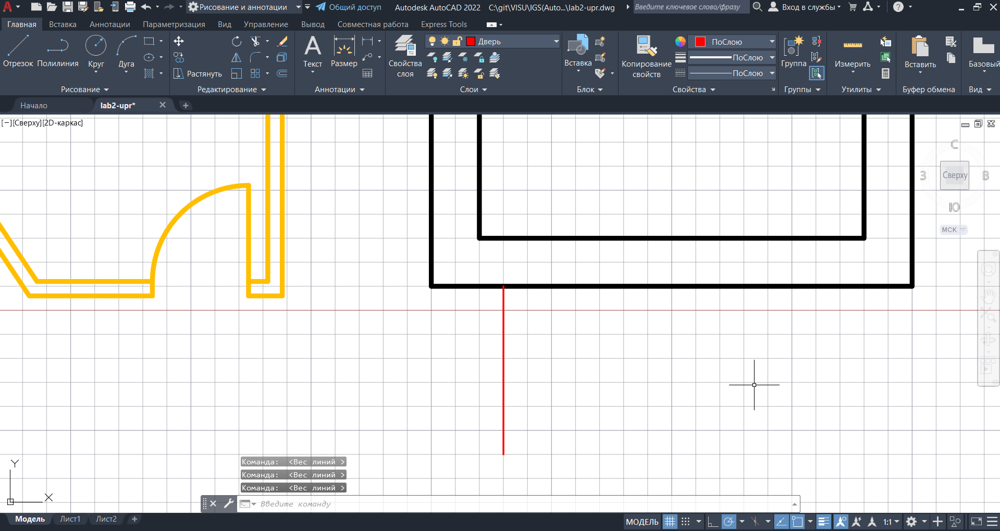 Рисование и аннотации
Общий доступ
Autodesk AutoCAD 2022 C:\git\VISU\IGS(Auto...\lab2-upr.dwg
Введите ключевое слово/фразу
Вход в службы
Главная Вставка Аннотации Параметризация Вид Управление Вывод Совместная работа Express Tools
Отрезок Полилиния Круг Дуга
Рисование
Растянуть
Редактирование
Текст Размер
Аннотации
Свойства слоя
Дверь
Слои
Вставка
Блок
Копирование свойств
ПоСлою
ПоСлою
ПоСлою
Свойства
Группа
Группы
Измерить
Утилиты
Вставить
Буфер обмена
Базовый
Вид
Начало lab2-upr*
[−][Сверху][2D-каркас]
С
З Сверху В
Ю
МСК
Y
X
Команда: <Вес линий >
Команда: <Вес линий >
Команда: <Вес линий >
Введите команду
Модель Лист1 Лист2 +
МОДЕЛЬ 1:1